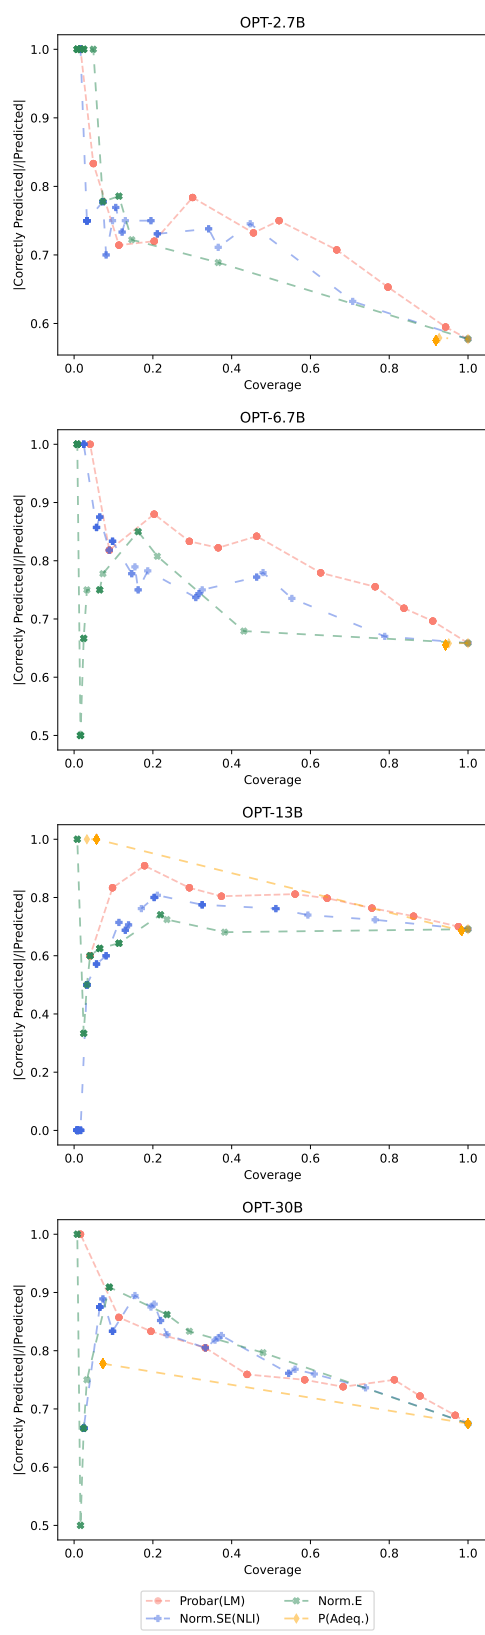 OPT-2.7B
1.0
0.9
0.8
0.7
0.6
|Correctly Predicted|/|Predicted|
0.0 0.2 0.4 0.6 0.8 1.0
Coverage
OPT-6.7B
1.0
0.9
0.8
0.7
0.6
0.5
|Correctly Predicted|/|Predicted|
0.0 0.2 0.4 0.6 0.8 1.0
Coverage
OPT-13B
1.0
0.8
0.6
0.4
0.2
0.0
|Correctly Predicted|/|Predicted|
0.0 0.2 0.4 0.6 0.8 1.0
Coverage
OPT-30B
1.0
0.9
0.8
0.7
0.6
0.5
|Correctly Predicted|/|Predicted|
0.0 0.2 0.4 0.6 0.8 1.0
Coverage
Probar(LM) Norm.E
Norm.SE(NLI) P(Adeq.)